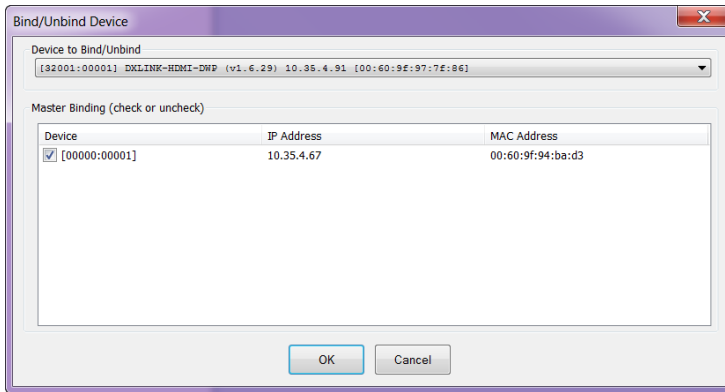 Bind/Unbind Device
Device to Bind/Unbind
[32001:00001] DXLINK-HDMI-DWP (v1.6.29) 10.35.4.91 [00:60:9f:97:7f:86]
Master Binding (check or uncheck)
Device IP Address MAC Address
[00000:00001] 10.35.4.67 00:60:9f:94:ba:d3
OK Cancel